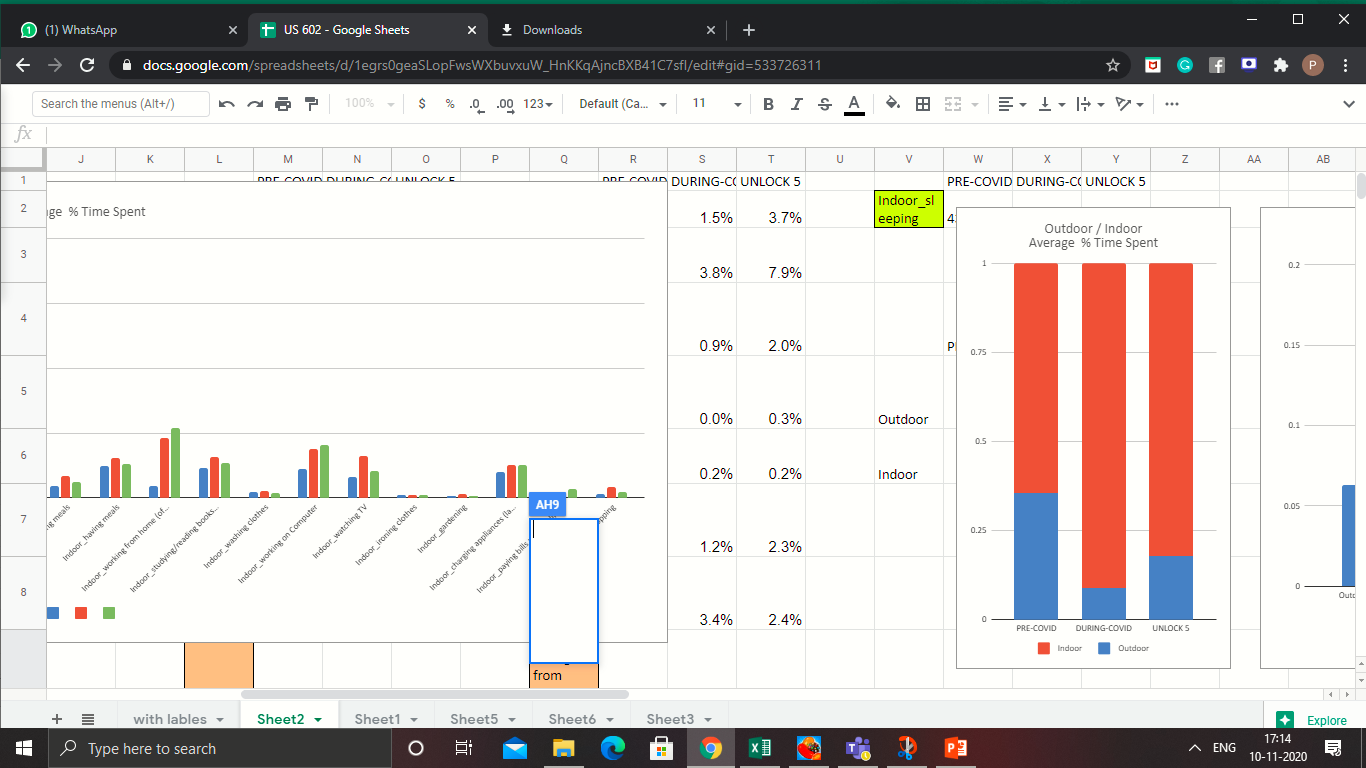 (1) WhatsApp
US 602 - Google Sheets
Downloads
docs.google.com/spreadsheets/d/1egrs0geaSLopFwsWXbuvxuW_HnKKqAjncBXB41C7sfI/edit#gid=533726311
P
Search the menus (Alt+/)
100%
$ % .0 .00 123
Default (Ca...
11
B I S A
fx
J K L M N O P Q R S T U V W X Y Z AA AB
1 PRE-COVID DURING-CO UNLOCK 5 PRE-COVID DURING-CO UNLOCK 5 PRE-COVID DURING-CO UNLOCK 5
2 1.5% 3.7% Indoor_sl
eeping
3 3.8% 7.9%
4 0.9% 2.0%
5 0.0% 0.3% Outdoor
6 0.2% 0.2% Indoor
7 1.2% 2.3%
8 3.4% 2.4%
% Time Spent
Indoor_having meals
Indoor_working from home (of...
Indoor_studying/reading books...
Indoor_washing clothes
Indoor_working on Computer
Indoor_watching TV
Indoor_ironing clothes
Indoor_gardening
Indoor_charging appliances (la...
Indoor_paying bills
AH9
from
Outdoor / Indoor
Average % Time Spent
1
0.75
0.5
0.25
0
PRE-COVID DURING-COVID UNLOCK 5
Indoor Outdoor
0.2
0.15
0.1
0.05
0
with lables
Sheet2
Sheet1
Sheet5
Sheet6
Sheet3
Explore
Type here to search
ENG
17:14
10-11-2020